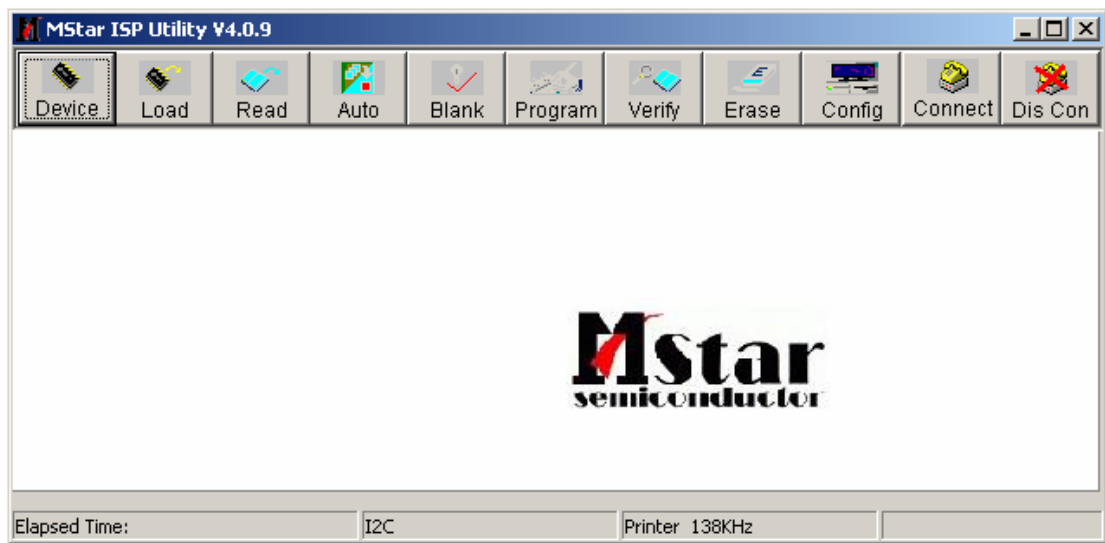 MStar ISP Utility V4.0.9
Device Load Read Auto Blank Program Verify Erase Config Connect Dis Con
Mstar
semiconductor
Elapsed Time: I2C Printer 138KHz